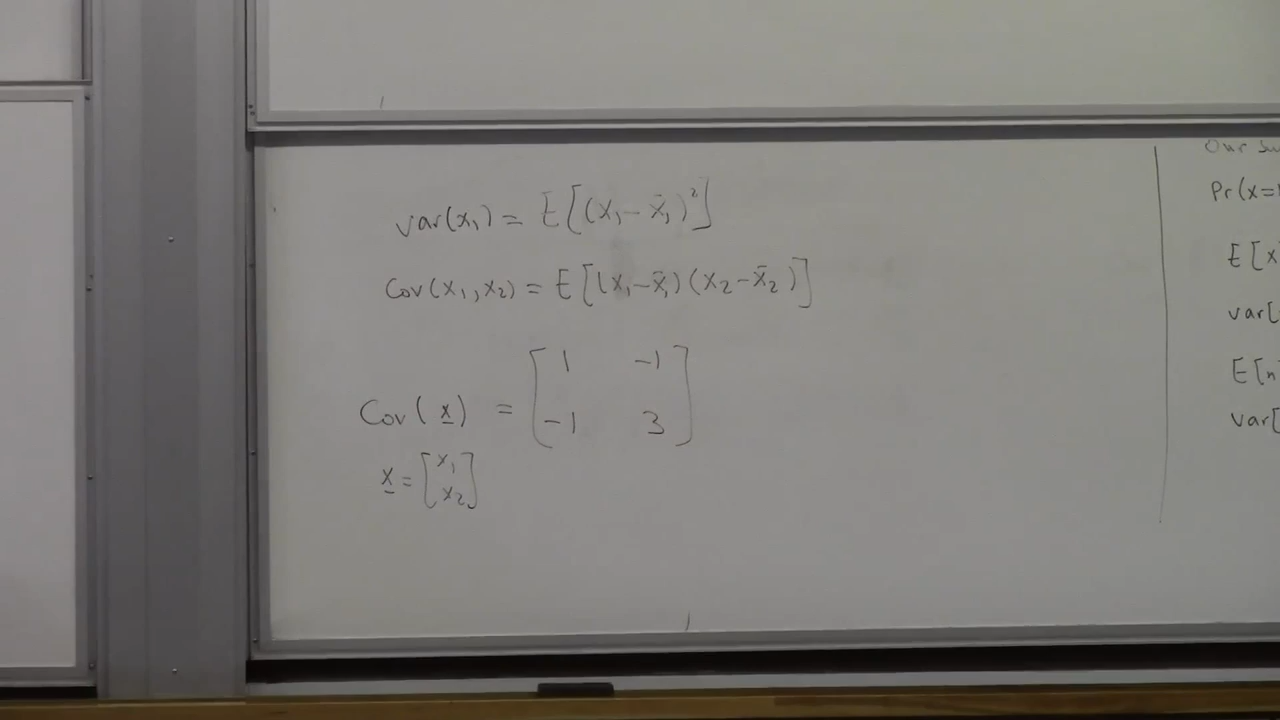 var(x₁) = E[(x₁ - x̄₁)²]
Cov(x₁, x₂) = E[(x₁ - x̄₁)(x₂ - x̄₂)]
Cov(x̲) = [1 -1
-1 3]
x̲ = [x₁
x₂]
Our
Pr(x=
E[x
var[
E[n
var[